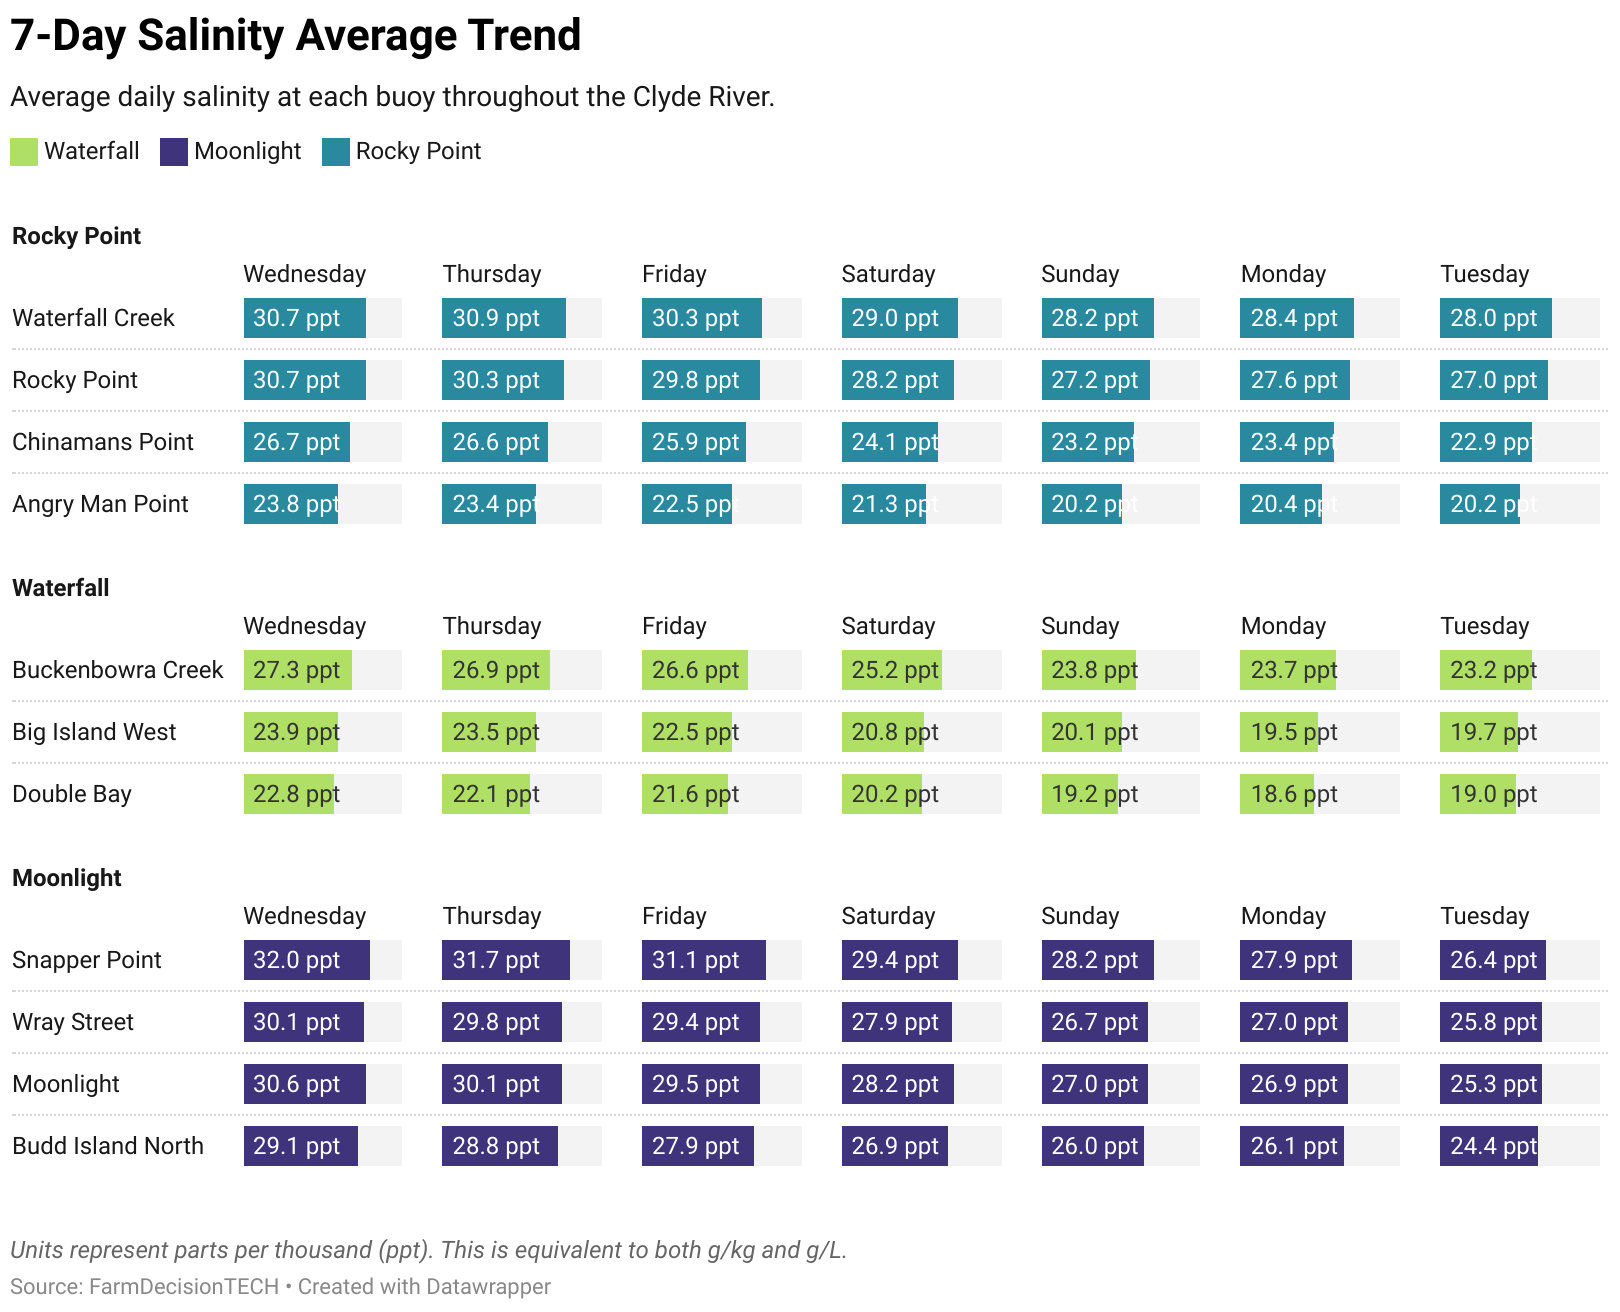 7-Day Salinity Average Trend
Average daily salinity at each buoy throughout the Clyde River.
Waterfall Moonlight Rocky Point
Rocky Point
Wednesday Thursday Friday Saturday Sunday Monday Tuesday
Waterfall Creek 30.7 ppt 30.9 ppt 30.3 ppt 29.0 ppt 28.2 ppt 28.4 ppt 28.0 ppt
Rocky Point 30.7 ppt 30.3 ppt 29.8 ppt 28.2 ppt 27.2 ppt 27.6 ppt 27.0 ppt
Chinamans Point 26.7 ppt 26.6 ppt 25.9 ppt 24.1 ppt 23.2 ppt 23.4 ppt 22.9 ppt
Angry Man Point 23.8 ppt 23.4 ppt 22.5 ppt 21.3 ppt 20.2 ppt 20.4 ppt 20.2 ppt
Waterfall
Wednesday Thursday Friday Saturday Sunday Monday Tuesday
Buckenbowra Creek 27.3 ppt 26.9 ppt 26.6 ppt 25.2 ppt 23.8 ppt 23.7 ppt 23.2 ppt
Big Island West 23.9 ppt 23.5 ppt 22.5 ppt 20.8 ppt 20.1 ppt 19.5 ppt 19.7 ppt
Double Bay 22.8 ppt 22.1 ppt 21.6 ppt 20.2 ppt 19.2 ppt 18.6 ppt 19.0 ppt
Moonlight
Wednesday Thursday Friday Saturday Sunday Monday Tuesday
Snapper Point 32.0 ppt 31.7 ppt 31.1 ppt 29.4 ppt 28.2 ppt 27.9 ppt 26.4 ppt
Wray Street 30.1 ppt 29.8 ppt 29.4 ppt 27.9 ppt 26.7 ppt 27.0 ppt 25.8 ppt
Moonlight 30.6 ppt 30.1 ppt 29.5 ppt 28.2 ppt 27.0 ppt 26.9 ppt 25.3 ppt
Budd Island North 29.1 ppt 28.8 ppt 27.9 ppt 26.9 ppt 26.0 ppt 26.1 ppt 24.4 ppt
Units represent parts per thousand (ppt). This is equivalent to both g/kg and g/L.
Source: FarmDecisionTECH • Created with Datawrapper